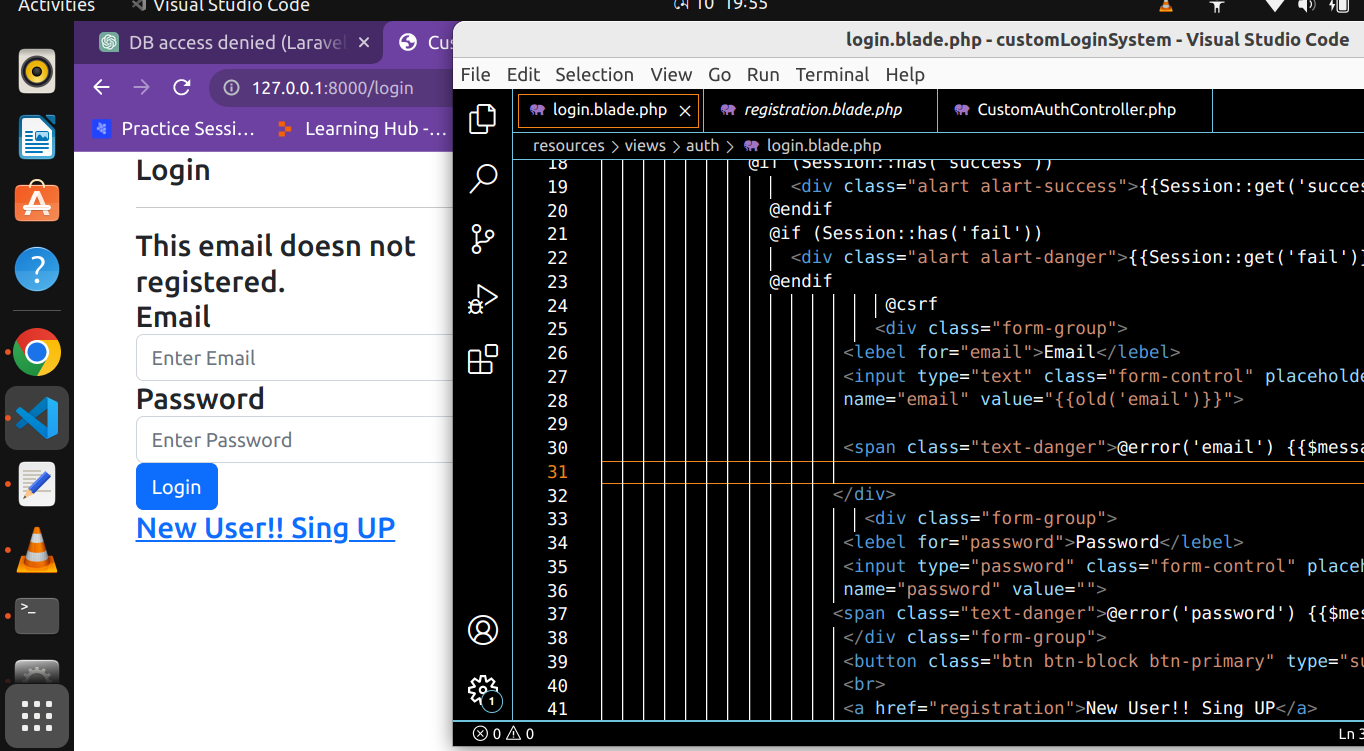 Activities
Visual Studio Code
10 19:55
DB access denied (Laravel
Cus
127.0.0.1:8000/login
Practice Sessi...
Learning Hub -...
Login
This email doesn not
registered.
Email
Enter Email
Password
Enter Password
Login
New User!! Sing UP
login.blade.php - customLoginSystem - Visual Studio Code
File Edit Selection View Go Run Terminal Help
login.blade.php
registration.blade.php
CustomAuthController.php
resources > views > auth > login.blade.php
18 @if (Session::has('success'))
19 <div class="alart alart-success">{{Session::get('succes
20 @endif
21 @if (Session::has('fail'))
22 <div class="alart alart-danger">{{Session::get('fail')}
23 @endif
24 @csrf
25 <div class="form-group">
26 <lebel for="email">Email</lebel>
27 <input type="text" class="form-control" placeholde
28 name="email" value="{{old('email')}}">
29
30 <span class="text-danger">@error('email') {{$messa
31
32 </div>
33 <div class="form-group">
34 <lebel for="password">Password</lebel>
35 <input type="password" class="form-control" placeh
36 name="password" value="">
37 <span class="text-danger">@error('password') {{$mes
38 </div class="form-group">
39 <button class="btn btn-block btn-primary" type="su
40 <br>
41 <a href="registration">New User!! Sing UP</a>
1
0 0
Ln 3